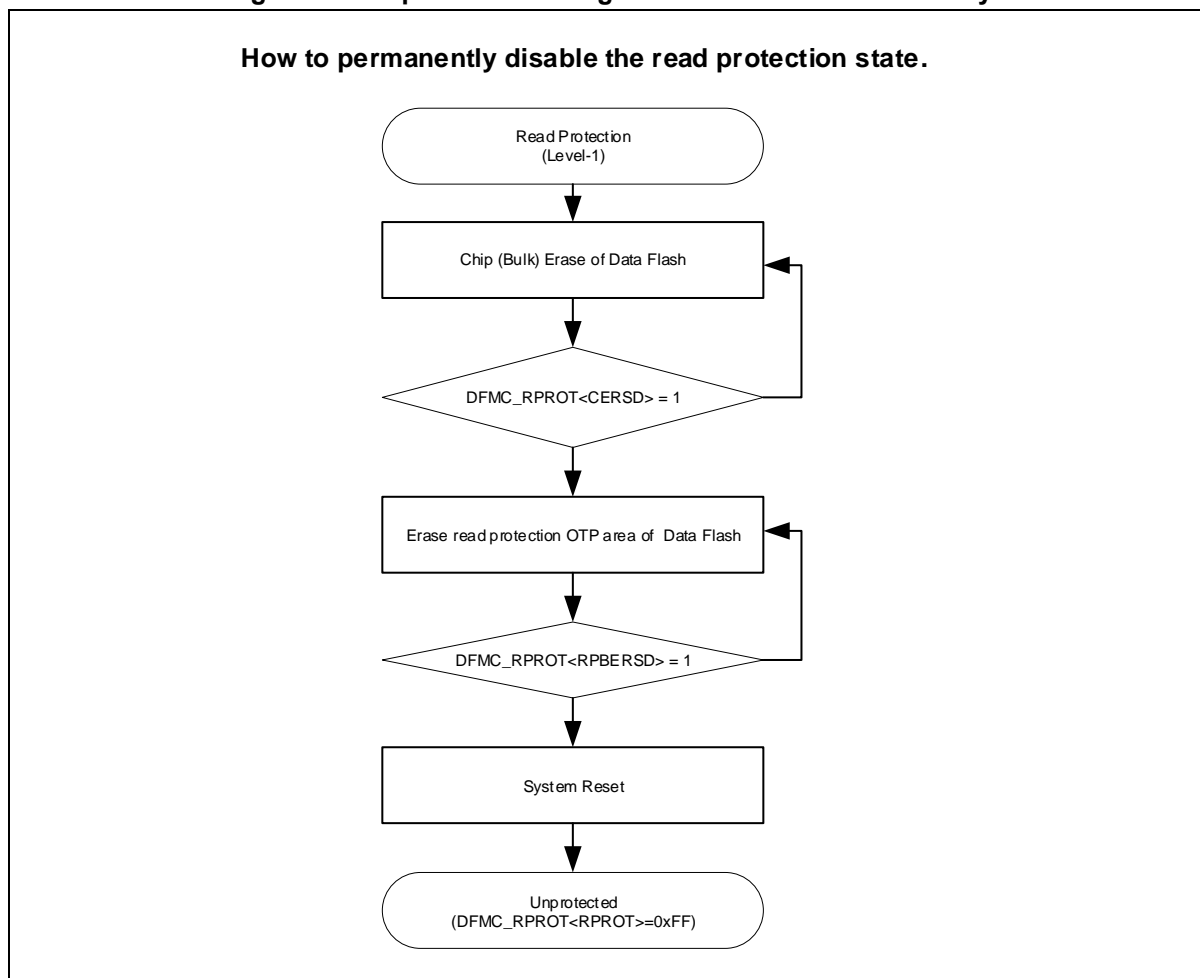 How to permanently disable the read protection state.
Read Protection
(Level-1)
Chip (Bulk) Erase of Data Flash
DFMC_RPROT<CERSD> = 1
Erase read protection OTP area of Data Flash
DFMC_RPROT<RPBERSD> = 1
System Reset
Unprotected
(DFMC_RPROT<RPROT>=0xFF)